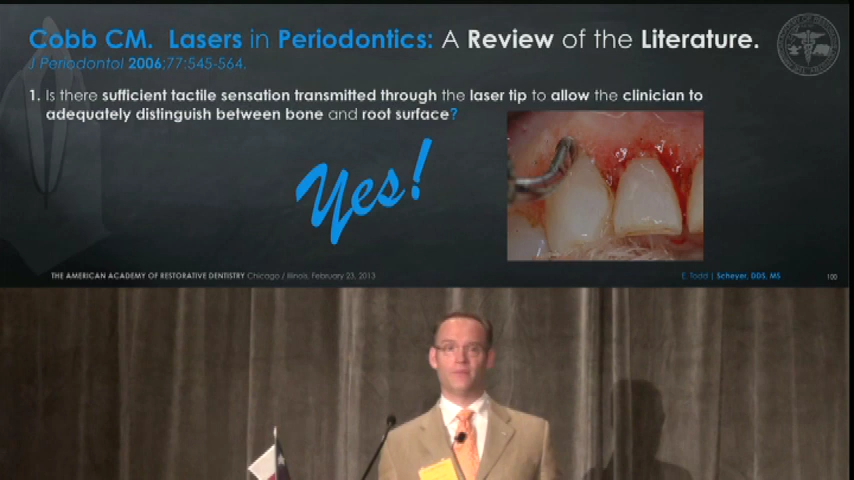 Cobb CM. Lasers in Periodontics: A Review of the Literature.
J Periodontol 2006;77:545-564.
1. Is there sufficient tactile sensation transmitted through the laser tip to allow the clinician to
adequately distinguish between bone and root surface?
Yes!
THE AMERICAN ACADEMY OF RESTORATIVE DENTISTRY Chicago / Illinois, February 23, 2013
E. Todd | Scheyer, DDS, MS
100